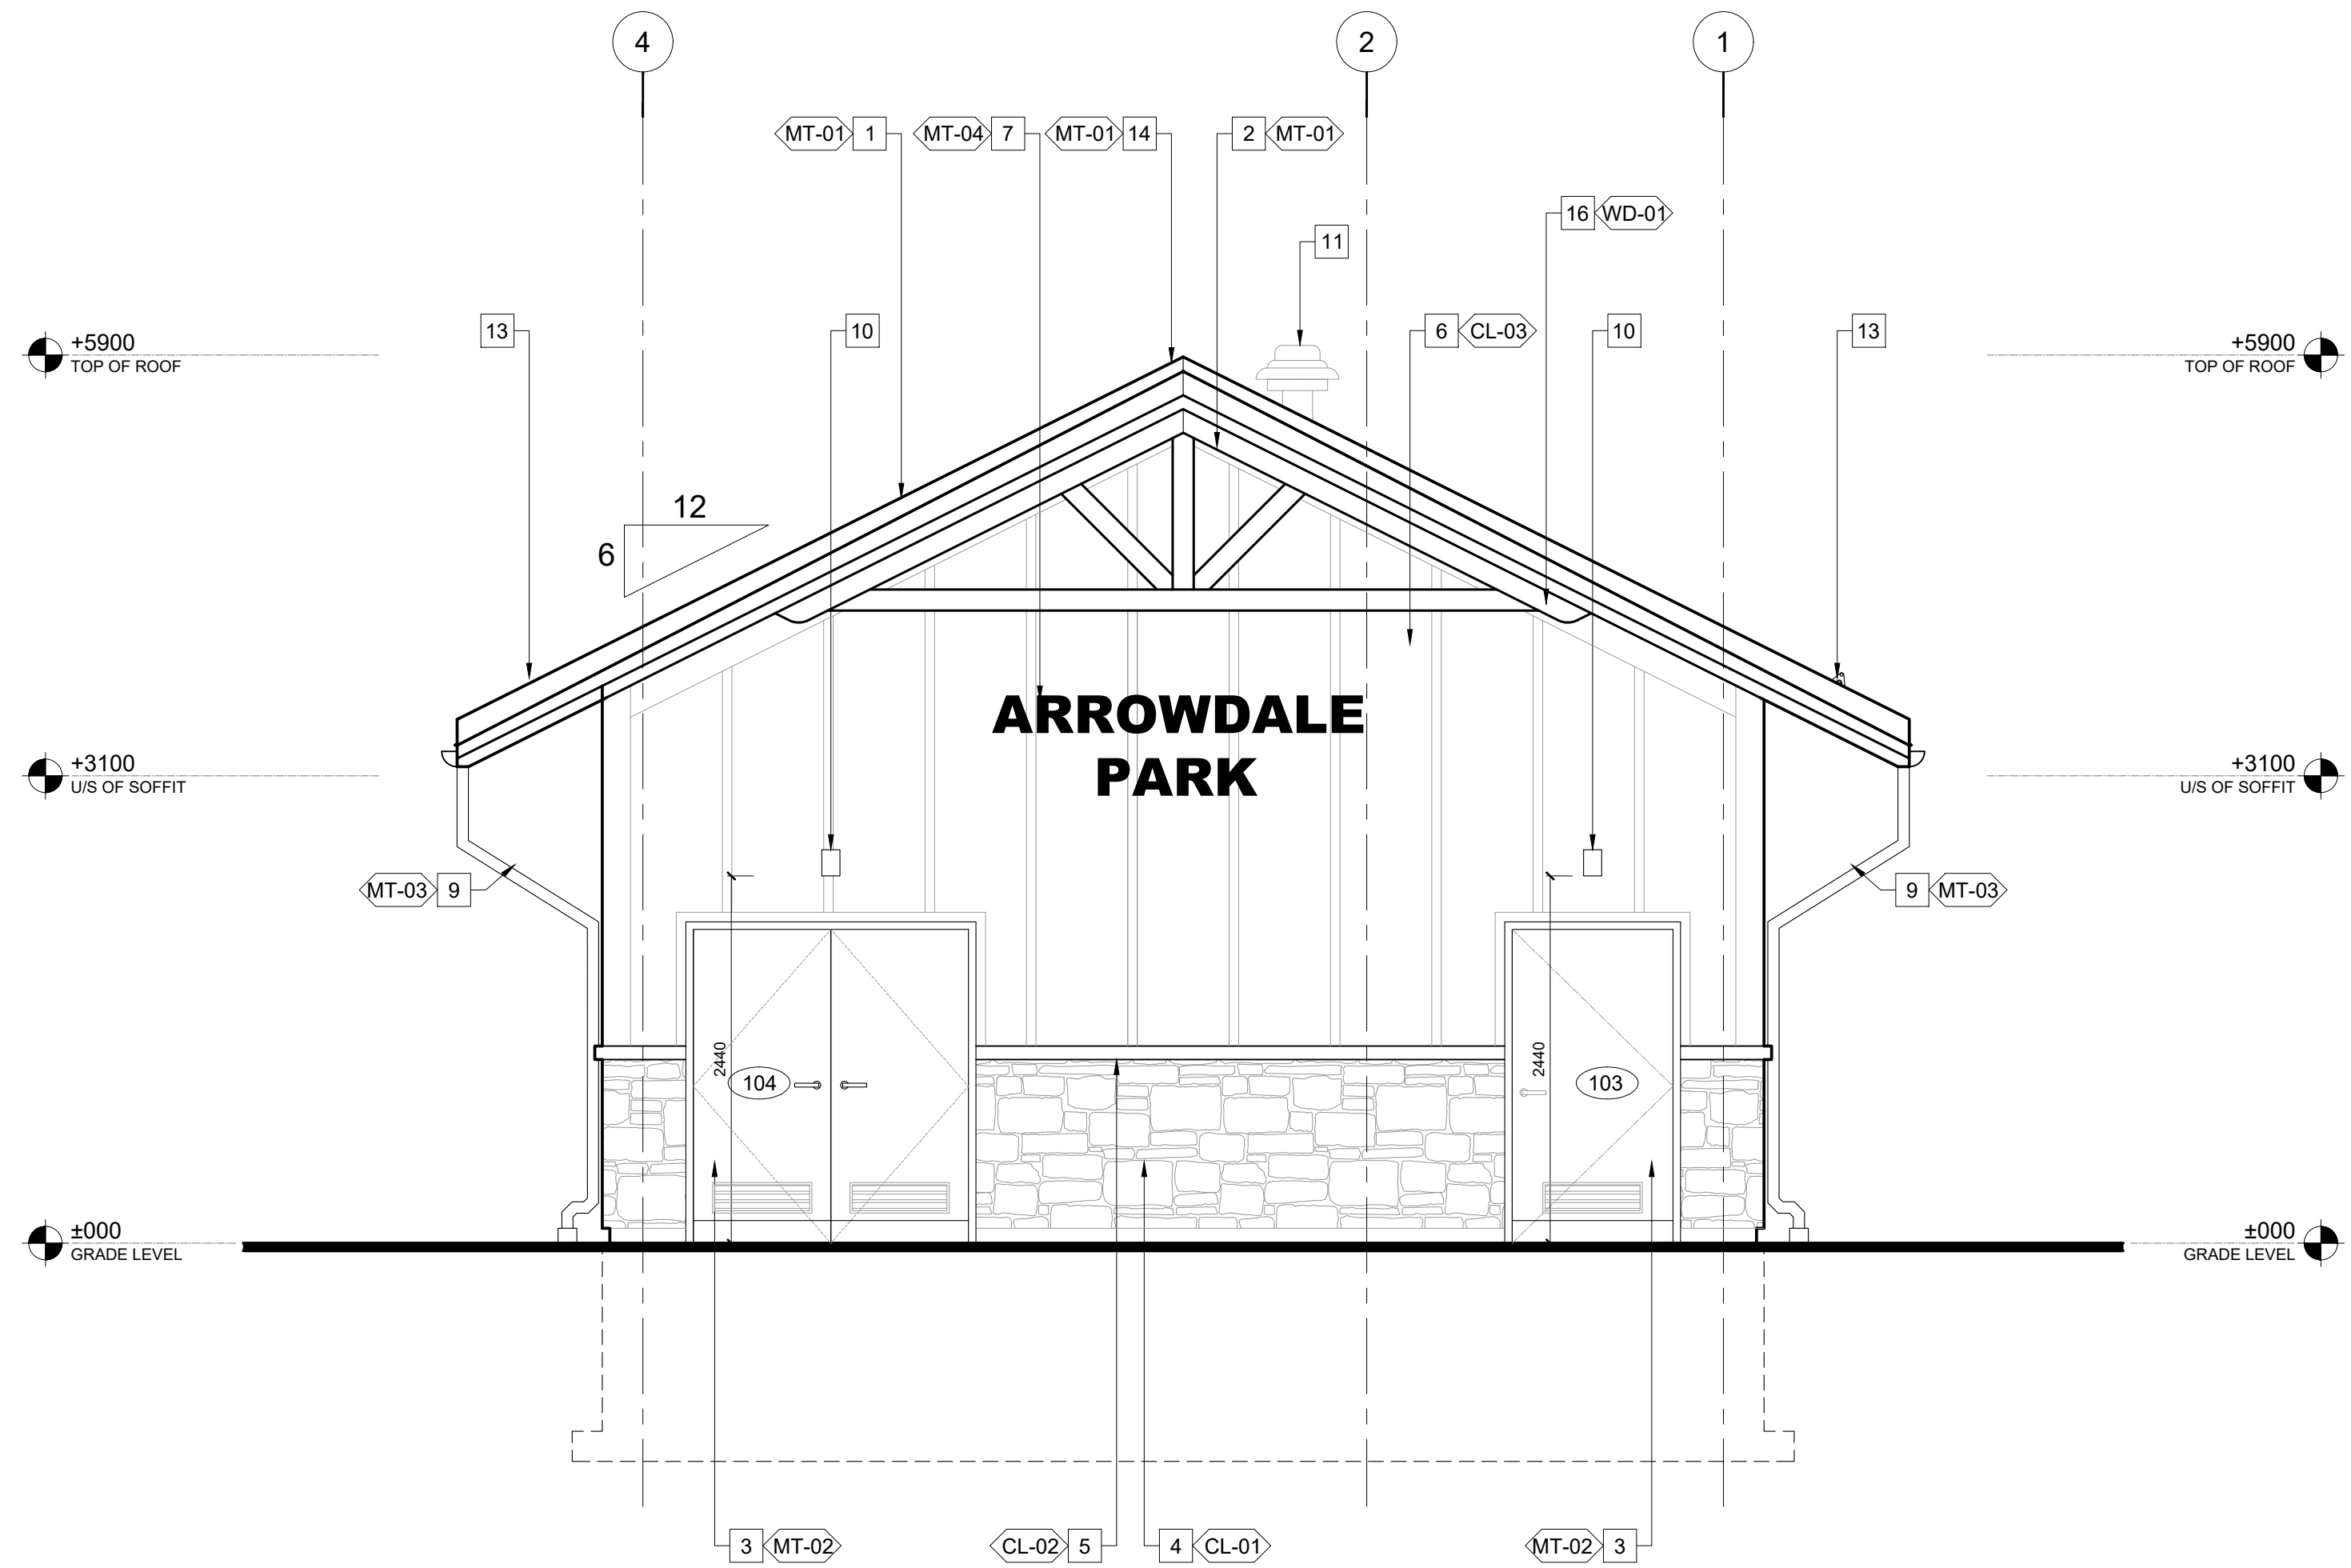 4 2 1
MT-01 1 MT-04 7 MT-01 14 2 MT-01
16 WD-01
11
13 10 6 CL-03 10 13
+5900 +5900
TOP OF ROOF TOP OF ROOF
12
6
ARROWDALE
PARK
+3100 +3100
U/S OF SOFFIT U/S OF SOFFIT
MT-03 9 9 MT-03
2440 2440
104 103
±000 ±000
GRADE LEVEL GRADE LEVEL
3 MT-02 CL-02 5 4 CL-01 MT-02 3